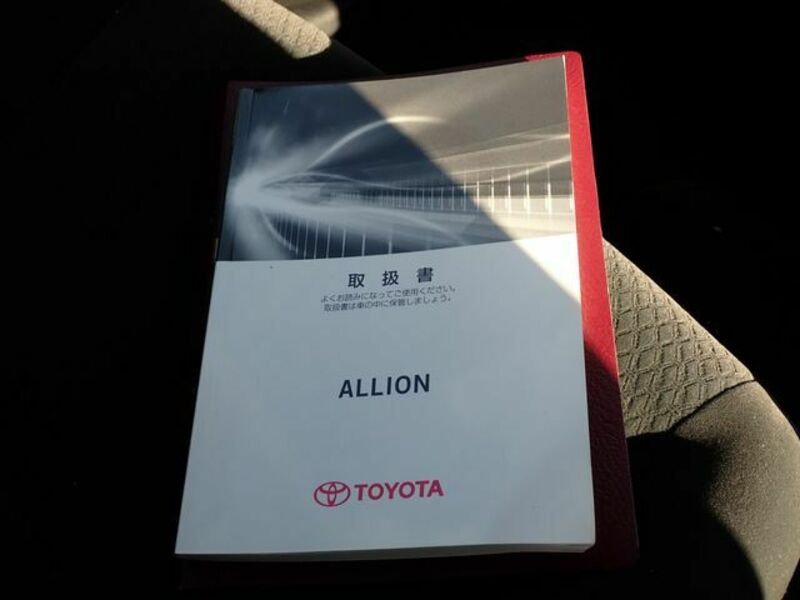 取扱書
よくお読みになってご使用ください。
取扱書は車の中に保管しましょう。
ALLION
TOYOTA